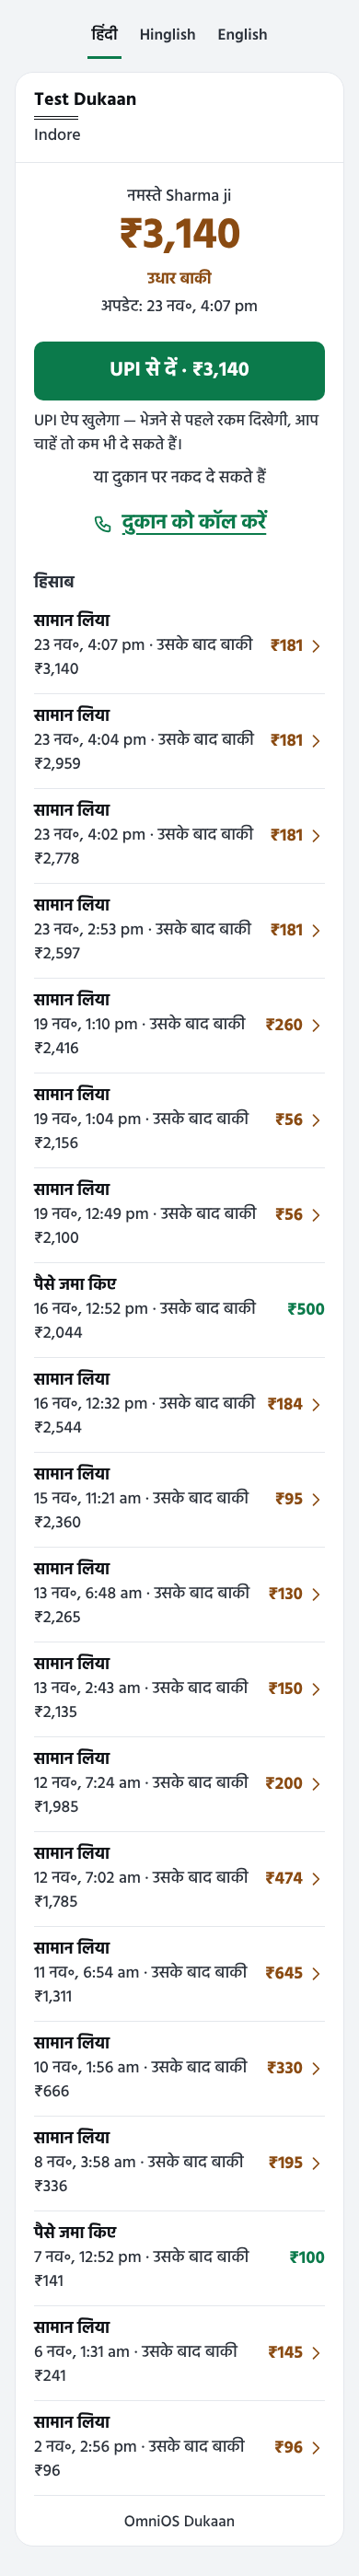 हिंदी Hinglish English
Test Dukaan
Indore
नमस्ते Sharma ji
₹3,140
उधार बाकी
अपडेट: 23 नव॰, 4:07 pm
UPI से दें · ₹3,140
UPI ऐप खुलेगा — भेजने से पहले रकम दिखेगी, आप
चाहें तो कम भी दे सकते हैं।
या दुकान पर नकद दे सकते हैं
दुकान को कॉल करें
हिसाब
सामान लिया
23 नव॰, 4:07 pm · उसके बाद बाकी ₹181
₹3,140
सामान लिया
23 नव॰, 4:04 pm · उसके बाद बाकी ₹181
₹2,959
सामान लिया
23 नव॰, 4:02 pm · उसके बाद बाकी ₹181
₹2,778
सामान लिया
23 नव॰, 2:53 pm · उसके बाद बाकी ₹181
₹2,597
सामान लिया
19 नव॰, 1:10 pm · उसके बाद बाकी ₹260
₹2,416
सामान लिया
19 नव॰, 1:04 pm · उसके बाद बाकी ₹56
₹2,156
सामान लिया
19 नव॰, 12:49 pm · उसके बाद बाकी ₹56
₹2,100
पैसे जमा किए
16 नव॰, 12:52 pm · उसके बाद बाकी ₹500
₹2,044
सामान लिया
16 नव॰, 12:32 pm · उसके बाद बाकी ₹184
₹2,544
सामान लिया
15 नव॰, 11:21 am · उसके बाद बाकी ₹95
₹2,360
सामान लिया
13 नव॰, 6:48 am · उसके बाद बाकी ₹130
₹2,265
सामान लिया
13 नव॰, 2:43 am · उसके बाद बाकी ₹150
₹2,135
सामान लिया
12 नव॰, 7:24 am · उसके बाद बाकी ₹200
₹1,985
सामान लिया
12 नव॰, 7:02 am · उसके बाद बाकी ₹474
₹1,785
सामान लिया
11 नव॰, 6:54 am · उसके बाद बाकी ₹645
₹1,311
सामान लिया
10 नव॰, 1:56 am · उसके बाद बाकी ₹330
₹666
सामान लिया
8 नव॰, 3:58 am · उसके बाद बाकी ₹195
₹336
पैसे जमा किए
7 नव॰, 12:52 pm · उसके बाद बाकी ₹100
₹141
सामान लिया
6 नव॰, 1:31 am · उसके बाद बाकी ₹145
₹241
सामान लिया
2 नव॰, 2:56 pm · उसके बाद बाकी ₹96
₹96
OmniOS Dukaan